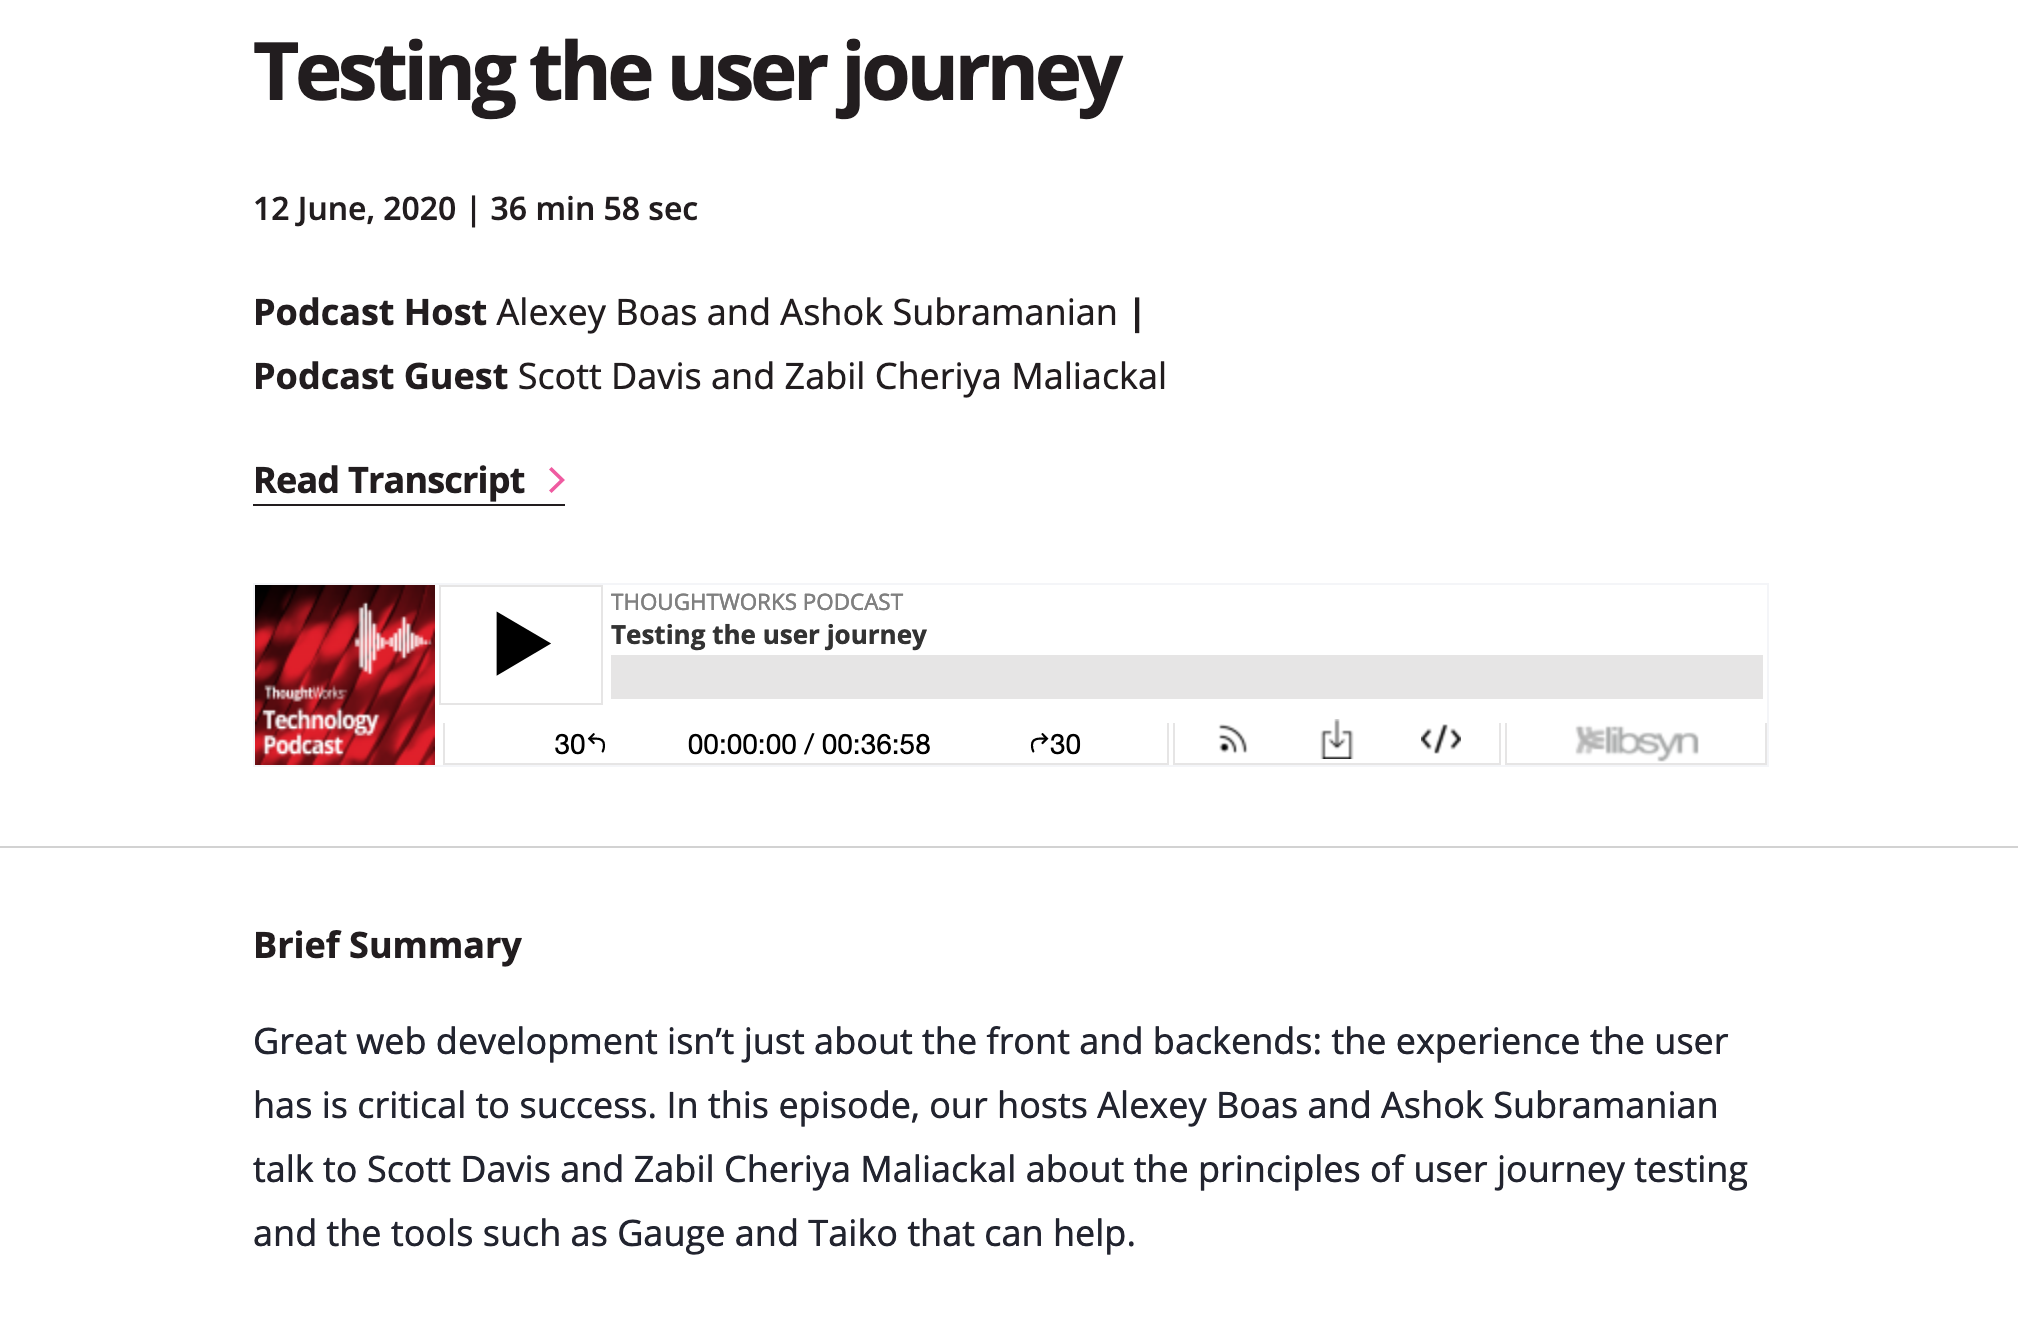 Testing the user journey
12 June, 2020 | 36 min 58 sec
Podcast Host Alexey Boas and Ashok Subramanian |
Podcast Guest Scott Davis and Zabil Cheriya Maliackal
Read Transcript
ThoughtWorks
Technology
Podcast
THOUGHTWORKS PODCAST
Testing the user journey
30 00:00:00 / 00:36:58 30 </> libsyn
Brief Summary
Great web development isn’t just about the front and backends: the experience the user
has is critical to success. In this episode, our hosts Alexey Boas and Ashok Subramanian
talk to Scott Davis and Zabil Cheriya Maliackal about the principles of user journey testing
and the tools such as Gauge and Taiko that can help.